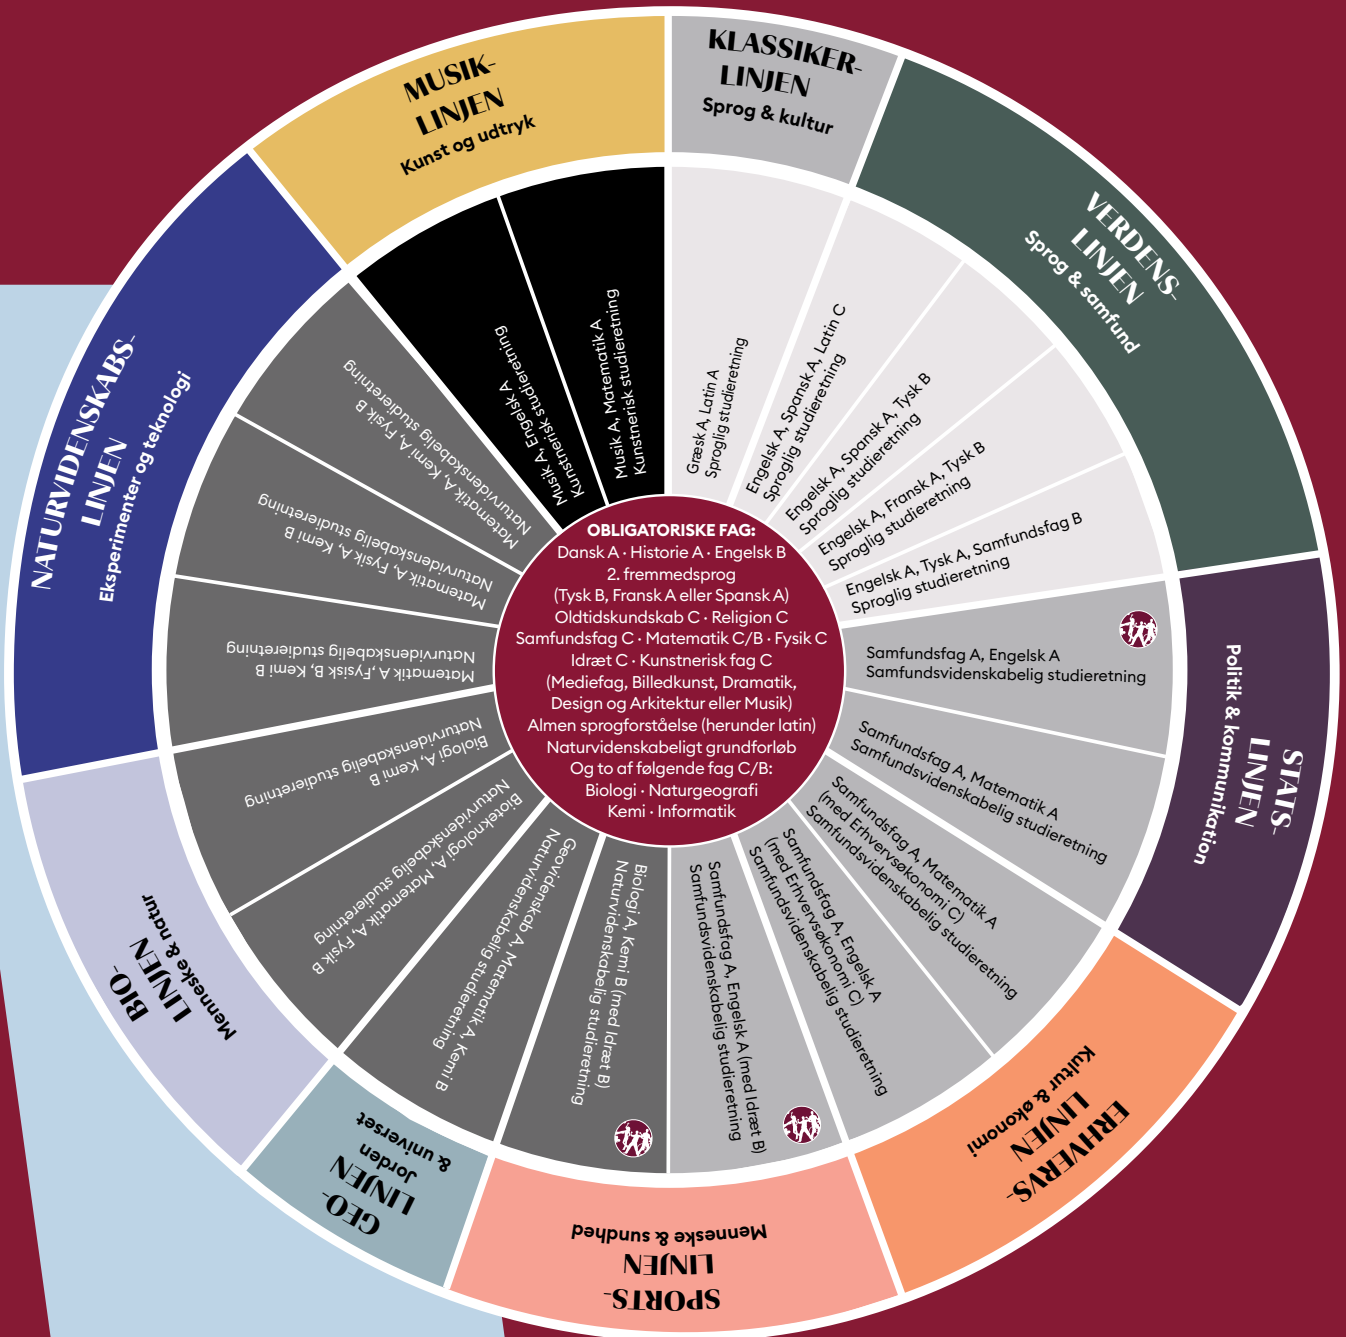 KLASSIKER-
LINJEN
Sprog & kultur
VERDENS-
LINJEN
Sprog & samfund
STATS-
LINJEN
Politik & kommunikation
ERHVERVS-
LINJEN
Kultur & økonomi
SPORTS-
LINJEN
Menneske & sundhed
GEO-
LINJEN
Jorden
& universet
BIO-
LINJEN
Menneske & natur
NATURVIDENSKABS-
LINJEN
Eksperimenter og teknologi
MUSIK-
LINJEN
Kunst og udtryk
Græsk A, Latin A
Sproglig studieretning
Engelsk A, Spansk A, Latin C
Sproglig studieretning
Engelsk A, Spansk A, Tysk B
Sproglig studieretning
Engelsk A, Fransk A, Tysk B
Sproglig studieretning
Engelsk A, Tysk A, Samfundsfag B
Sproglig studieretning
Samfundsfag A, Engelsk A
Samfundsvidenskabelig studieretning
Samfundsfag A, Matematik A
Samfundsvidenskabelig studieretning
Samfundsfag A, Matematik A
(med Erhvervsøkonomi C)
Samfundsvidenskabelig studieretning
Samfundsfag A, Engelsk A
(med Erhvervsøkonomi C)
Samfundsvidenskabelig studieretning
Samfundsfag A, Engelsk A (med Idræt B)
Samfundsvidenskabelig studieretning
Biologi A, Kemi B (med Idræt B)
Naturvidenskabelig studieretning
Geovidenskab A, Matematik A, Kemi B
Naturvidenskabelig studieretning
Bioteknologi A, Matematik A, Fysik B
Naturvidenskabelig studieretning
Biologi A, Kemi B
Naturvidenskabelig studieretning
Matematik A ,Fysisk B, Kemi B
Naturvidenskabelig studieretning
Matematik A, Fysik A, Kemi B
Naturvidenskabelig studieretning
Matematik A, Kemi A, Fysik B
Naturvidenskabelig studieretning
Musik A, Engelsk A
Kunstnerisk studieretning
Musik A, Matematik A
Kunstnerisk studieretning
OBLIGATORISKE FAG:
Dansk A · Historie A · Engelsk B
2. fremmedsprog
(Tysk B, Fransk A eller Spansk A)
Oldtidskundskab C · Religion C
Samfundsfag C · Matematik C/B · Fysik C
Idræt C · Kunstnerisk fag C
(Mediefag, Billedkunst, Dramatik,
Design og Arkitektur eller Musik)
Almen sprogforståelse (herunder latin)
Naturvidenskabeligt grundforløb
Og to af følgende fag C/B:
Biologi · Naturgeografi
Kemi · Informatik